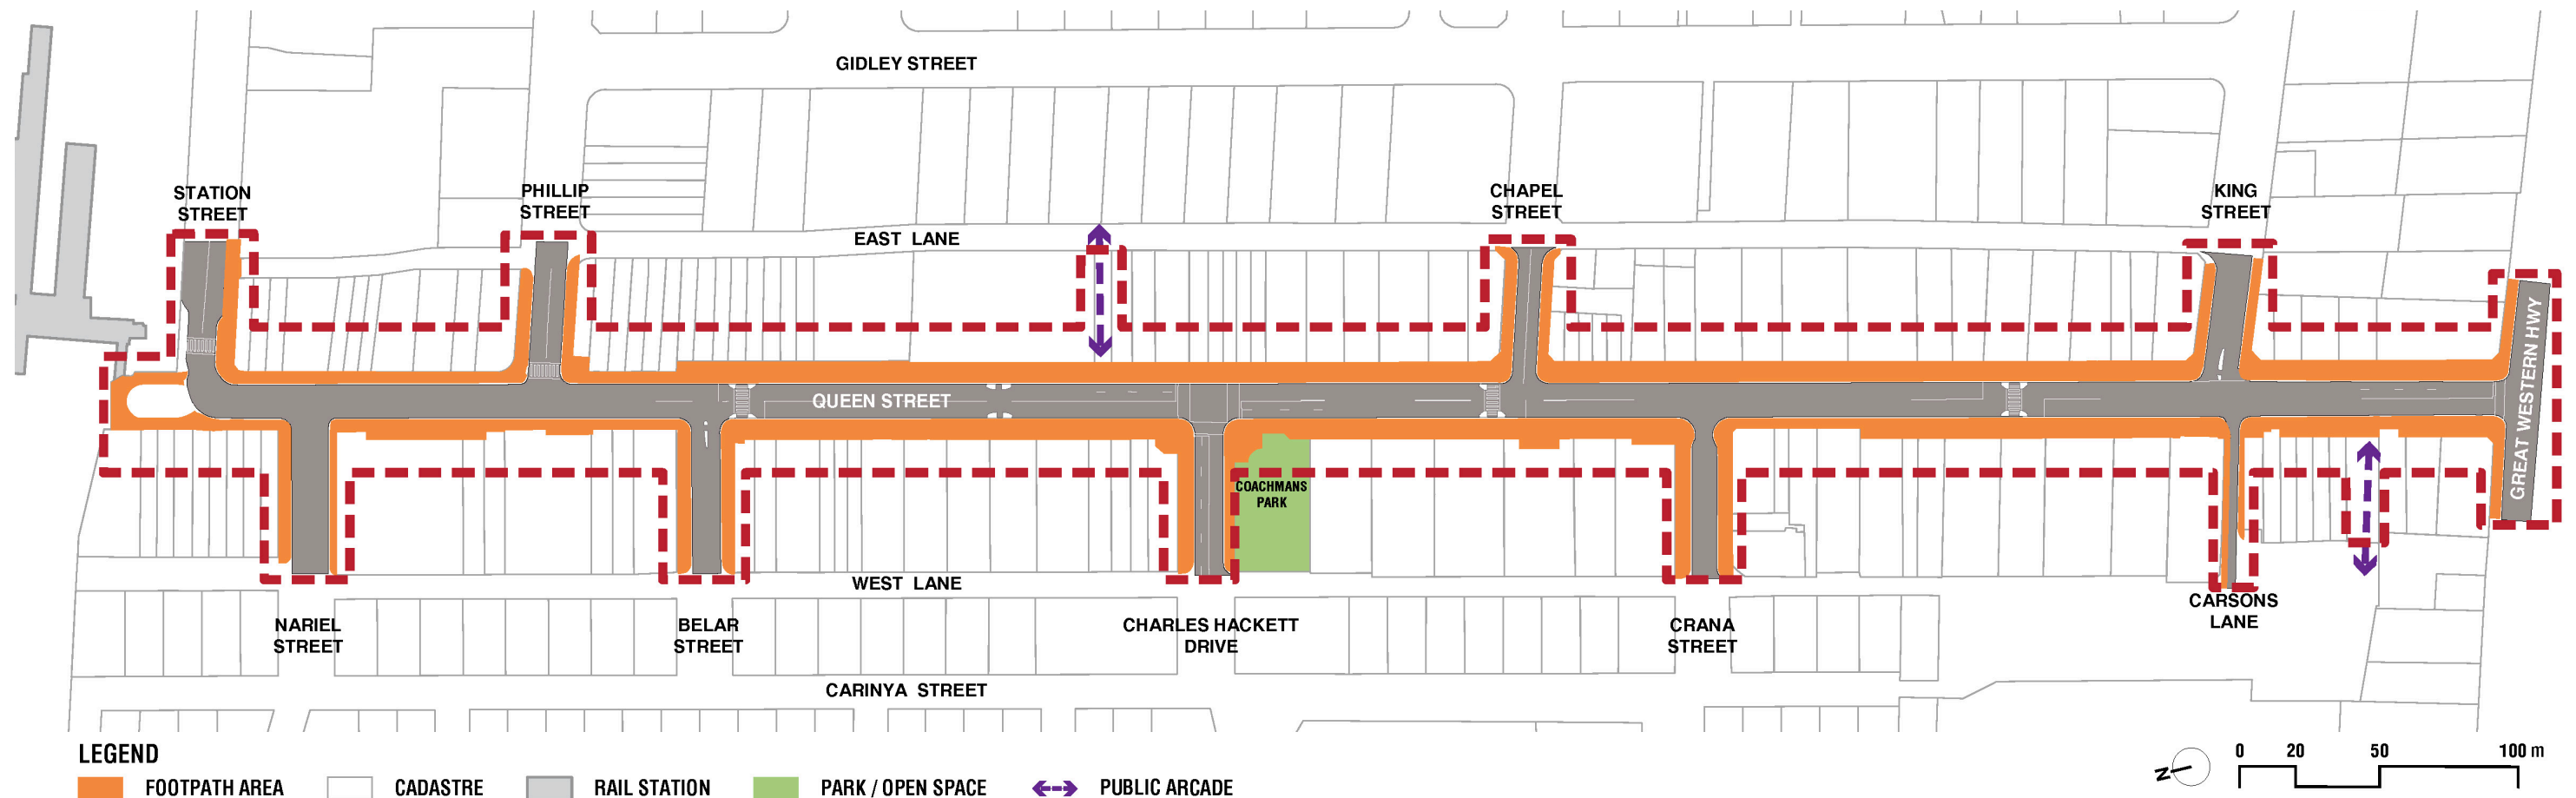 GIDLEY STREET
STATION
STREET
PHILLIP
STREET
CHAPEL
STREET
KING
STREET
EAST LANE
QUEEN STREET
GREAT WESTERN HWY
COACHMANS
PARK
WEST LANE
NARIEL
STREET
BELAR
STREET
CHARLES HACKETT
DRIVE
CRANA
STREET
CARSONS
LANE
CARINYA STREET
LEGEND
FOOTPATH AREA
CADASTRE
RAIL STATION
PARK / OPEN SPACE
PUBLIC ARCADE
N
0 20 50 100 m